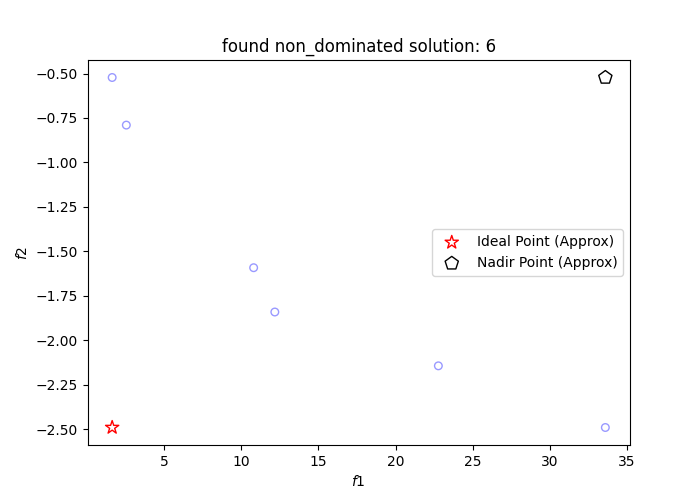 found non_dominated solution: 6
−0.50
−0.75
−1.00
−1.25
−1.50
−1.75
−2.00
−2.25
−2.50
f2
Ideal Point (Approx)
Nadir Point (Approx)
5 10 15 20 25 30 35
f1